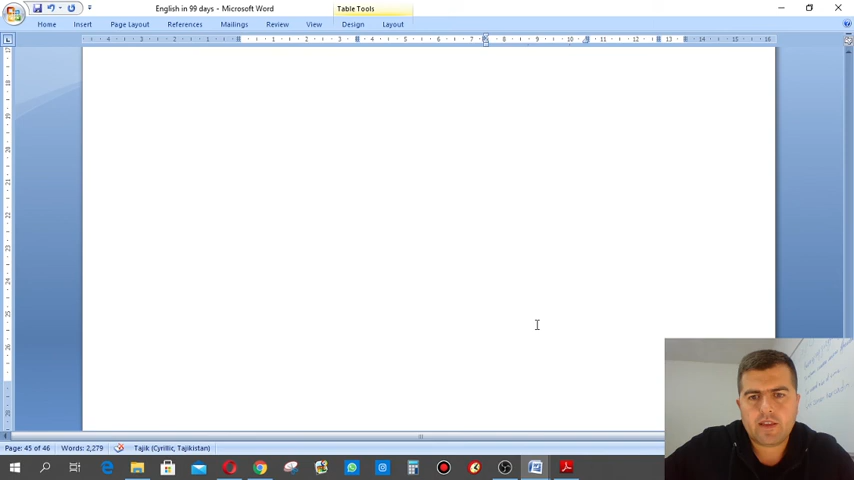 English in 99 days - Microsoft Word
Table Tools
Home
Insert
Page Layout
References
Mailings
Review
View
Design
Layout
Page: 45 of 46
Words: 2,279
Tajik (Cyrillic, Tajikistan)